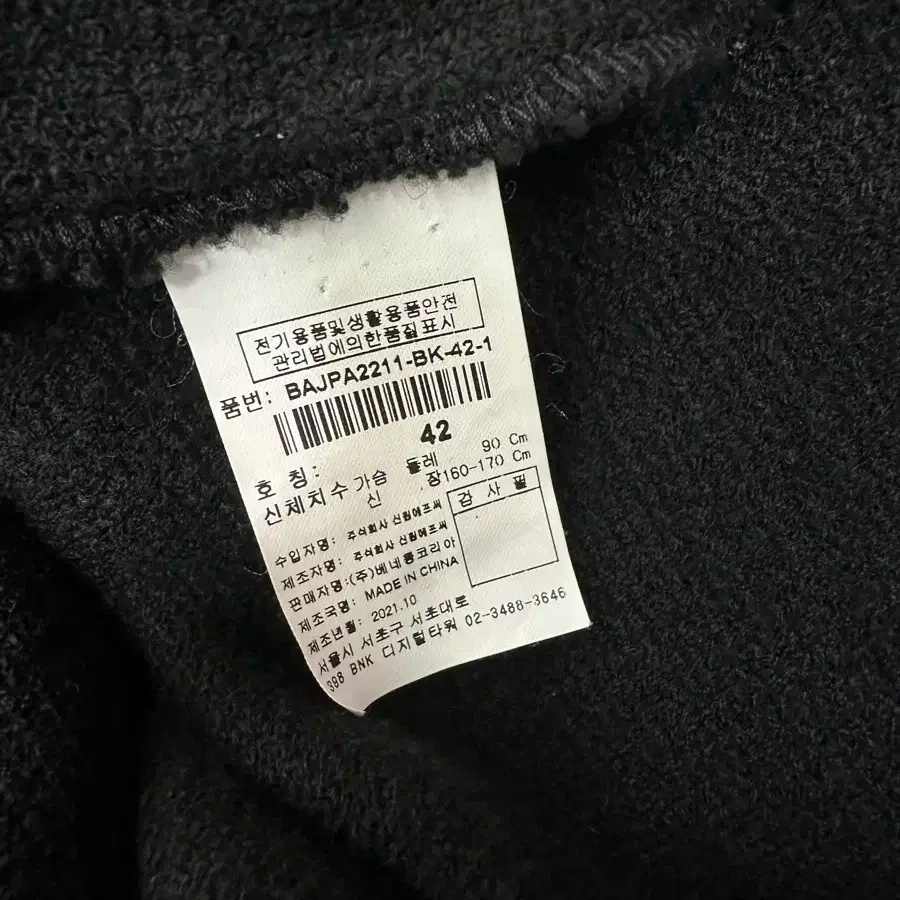 전기용품및생활용품안전
관리법에의한품질표시
품번: BAJPA2211-BK-42-1
호 칭: 42
신체치수 가슴 둘레 90 Cm
신 장160-170 Cm
검 사 필
수입자명: 주식회사 신원에프씨
제조자명: 주식회사 신원에프씨
판매자명:(주)베네통코리아
제조국명: MADE IN CHINA
제조년월: 2021.10
서울시 서초구 서초대로
398 BNK 디지털타워 02-3488-3646